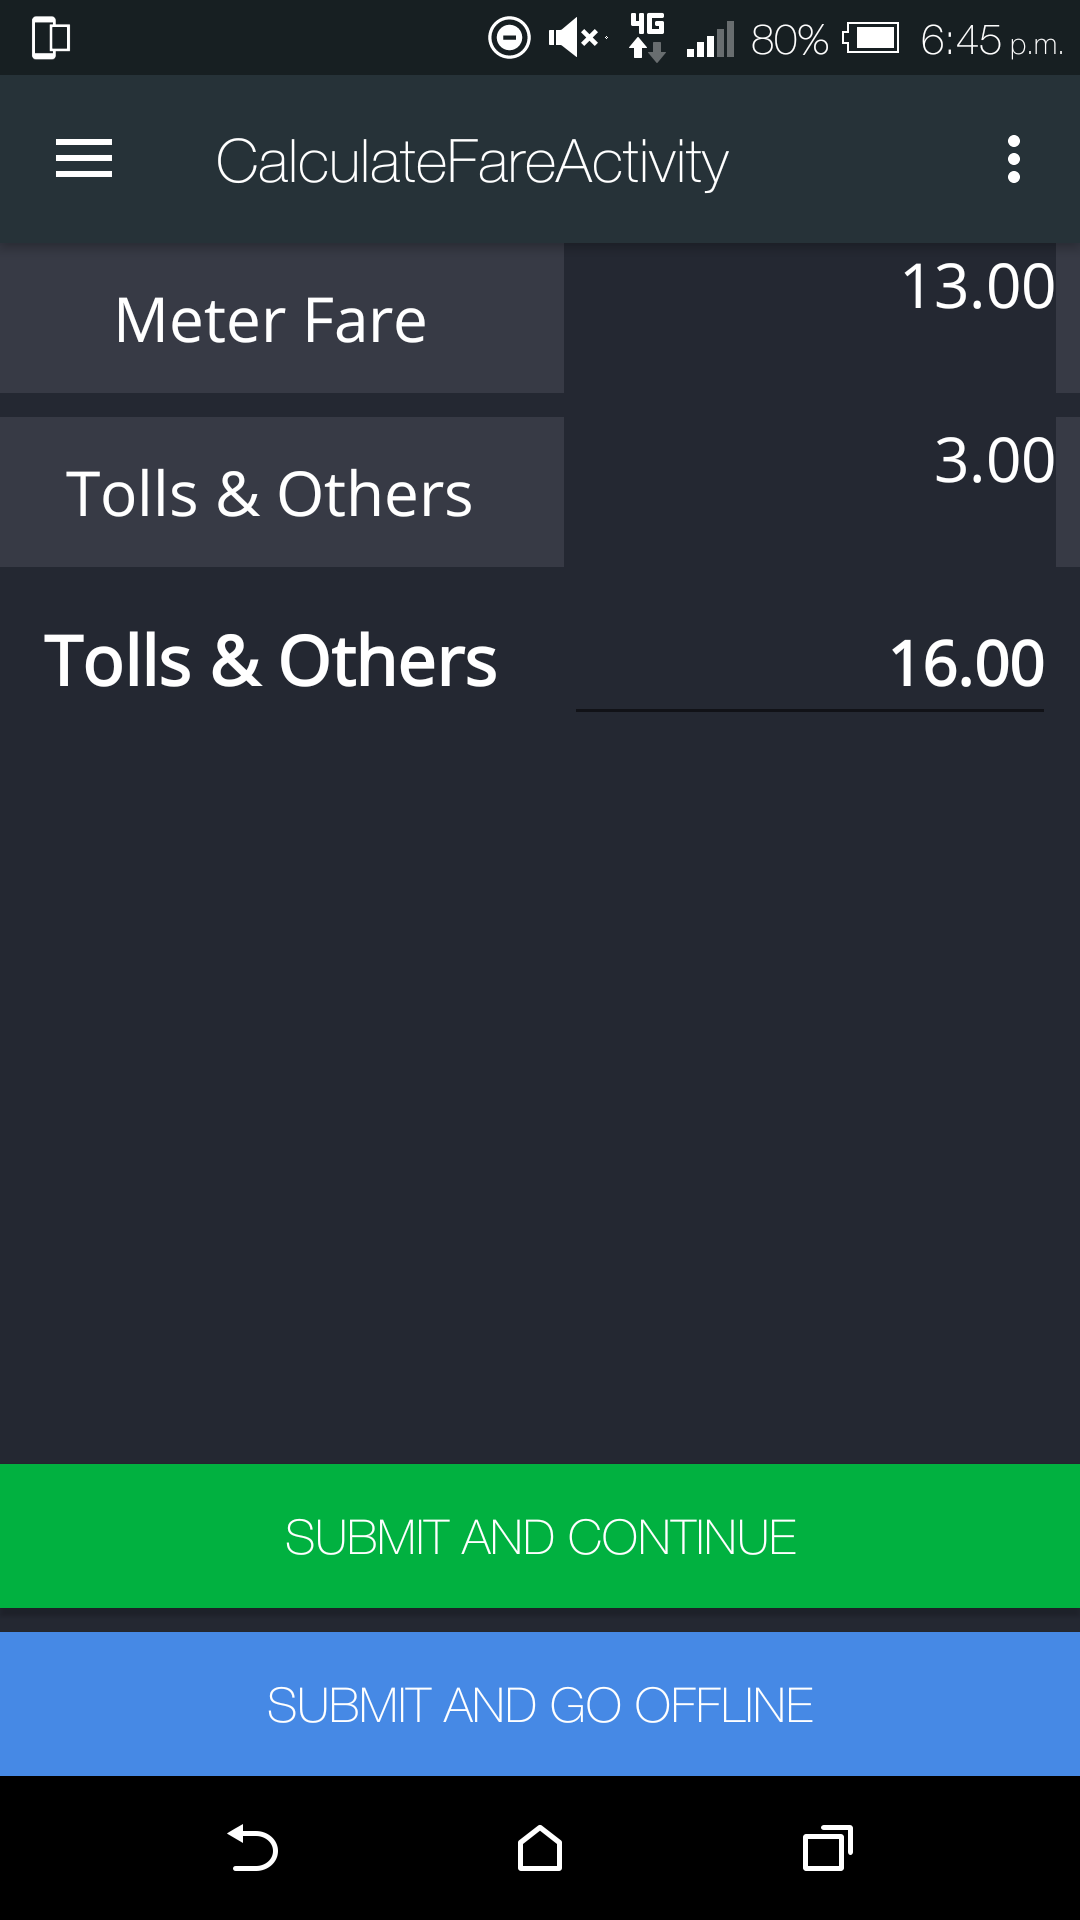 4G 80% 6:45 p.m.
CalculateFareActivity
Meter Fare 13.00
Tolls & Others 3.00
Tolls & Others 16.00
SUBMIT AND CONTINUE
SUBMIT AND GO OFFLINE